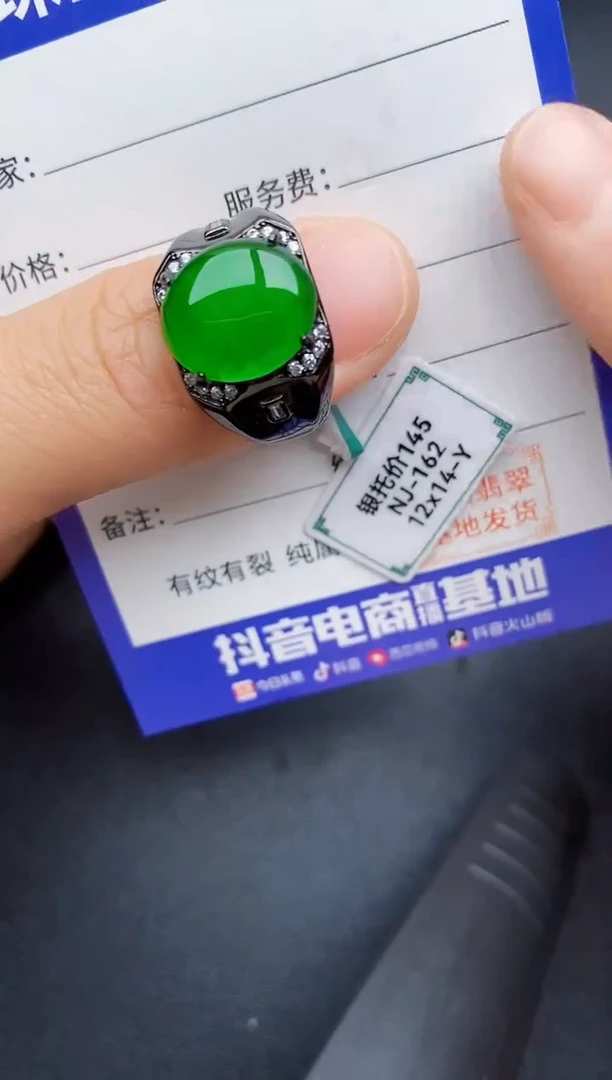 家：
服务费：
价格：
银托价145
NJ-162
12x14-Y
翡翠
基地发货
备注：
有纹有裂 纯属
抖音电商直播基地
今日头条 抖音 西瓜视频 抖音火山版